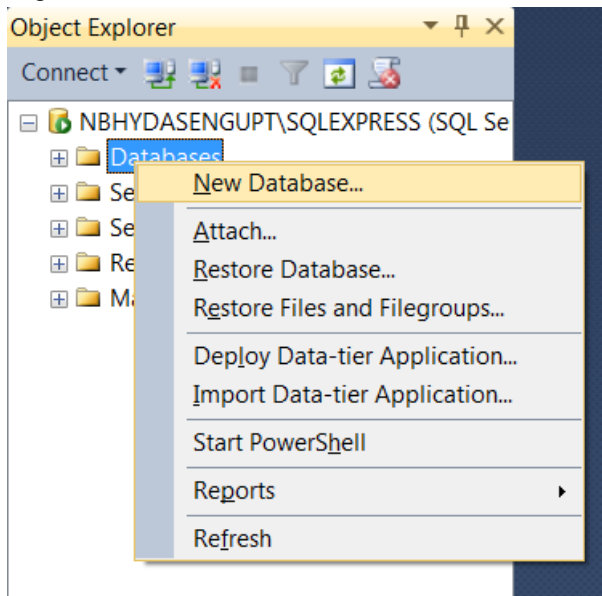 Object Explorer
Connect
NBHYDASENGUPT\SQLEXPRESS (SQL Se
Databases
New Database...
Se
Attach...
Se
Restore Database...
Re
Restore Files and Filegroups...
Ma
Deploy Data-tier Application...
Import Data-tier Application...
Start PowerShell
Reports
Refresh